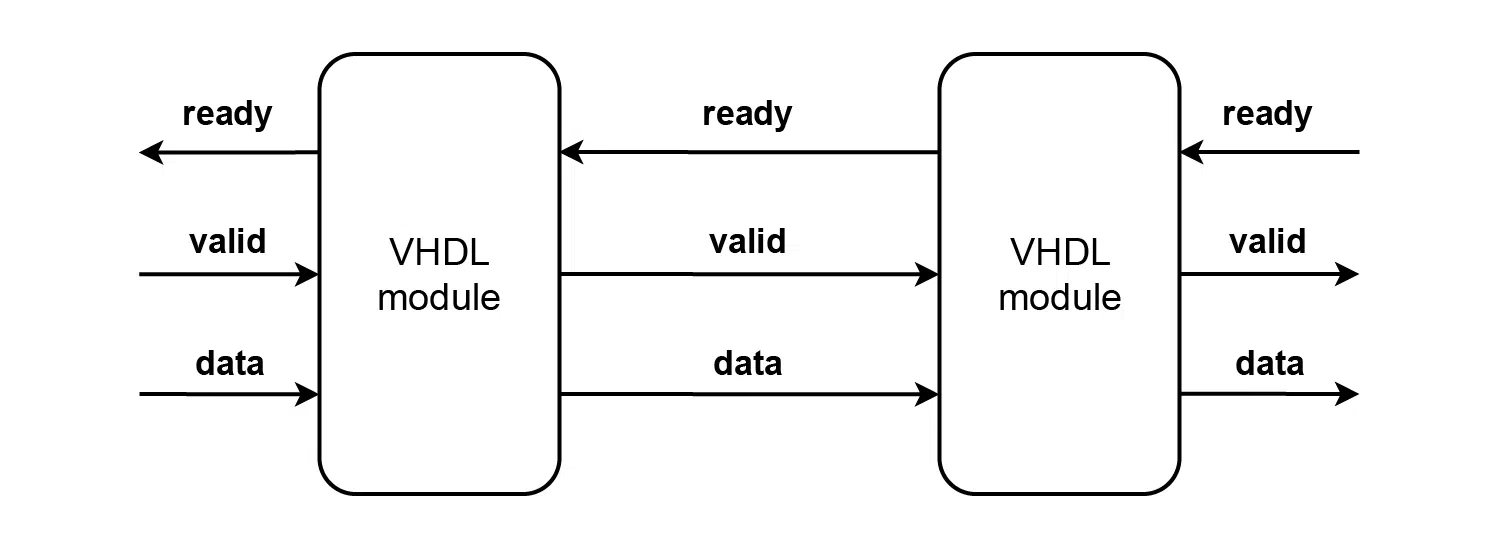 ready
ready
ready
valid
valid
valid
VHDL
module
VHDL
module
data
data
data